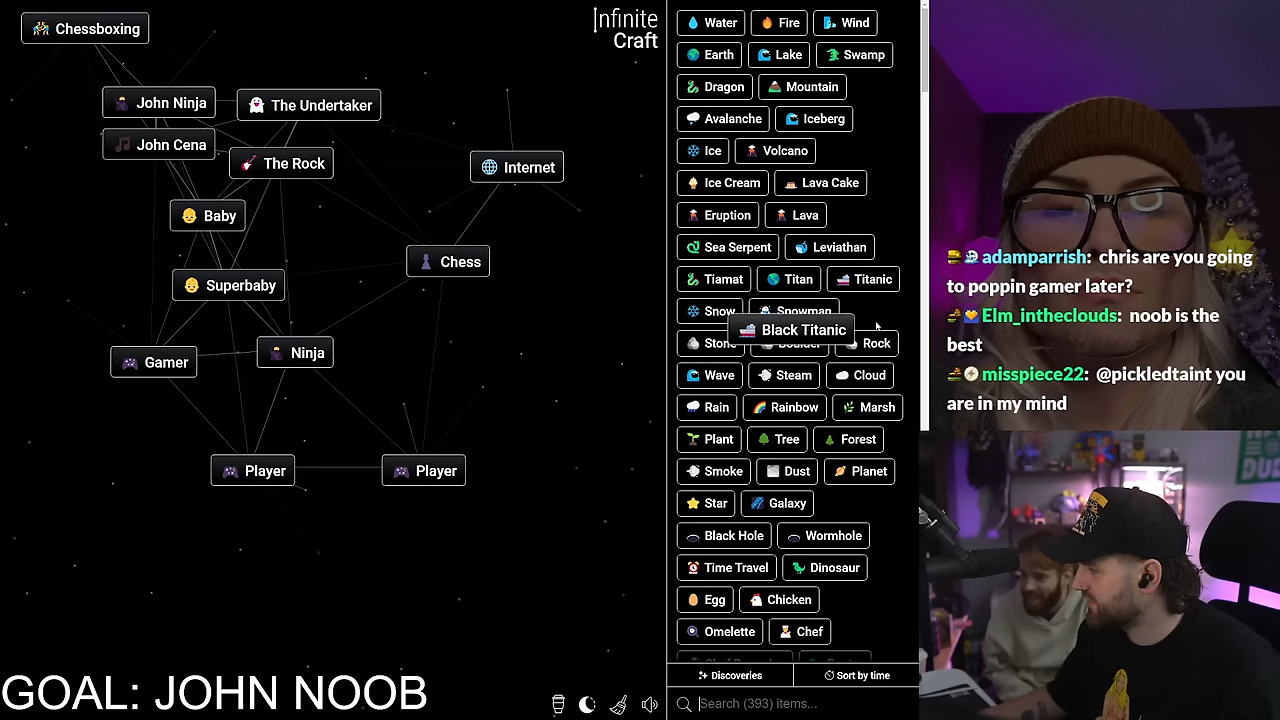 Chessboxing
John Ninja
The Undertaker
John Cena
The Rock
Internet
Baby
Chess
Superbaby
Ninja
Gamer
Player
Player
Infinite
Craft
Water
Fire
Wind
Earth
Lake
Swamp
Dragon
Mountain
Avalanche
Iceberg
Ice
Volcano
Ice Cream
Lava Cake
Eruption
Lava
Sea Serpent
Leviathan
Tiamat
Titan
Titanic
Snow
Snowman
Black Titanic
Stone
Boulder
Rock
Wave
Steam
Cloud
Rain
Rainbow
Marsh
Plant
Tree
Forest
Smoke
Dust
Planet
Star
Galaxy
Black Hole
Wormhole
Time Travel
Dinosaur
Egg
Chicken
Omelette
Chef
Discoveries
Sort by time
Search (393) items...
GOAL: JOHN NOOB
adamparrish: chris are you going
to poppin gamer later?
Elm_intheclouds: noob is the
best
misspiece22: @pickledtaint you
are in my mind